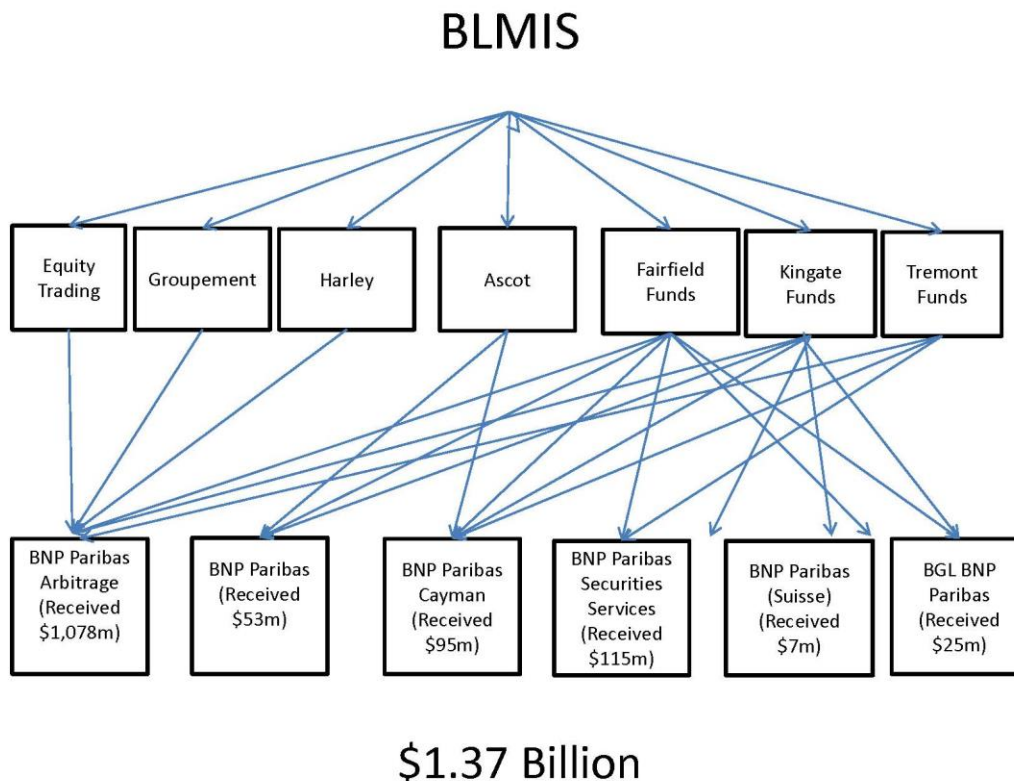 BLMIS
Equity
Trading
Groupement
Harley
Ascot
Fairfield
Funds
Kingate
Funds
Tremont
Funds
BNP Paribas
Arbitrage
(Received
$1,078m)
BNP Paribas
(Received
$53m)
BNP Paribas
Cayman
(Received
$95m)
BNP Paribas
Securities
Services
(Received
$115m)
BNP Paribas
(Suisse)
(Received
$7m)
BGL BNP
Paribas
(Received
$25m)
$1.37 Billion